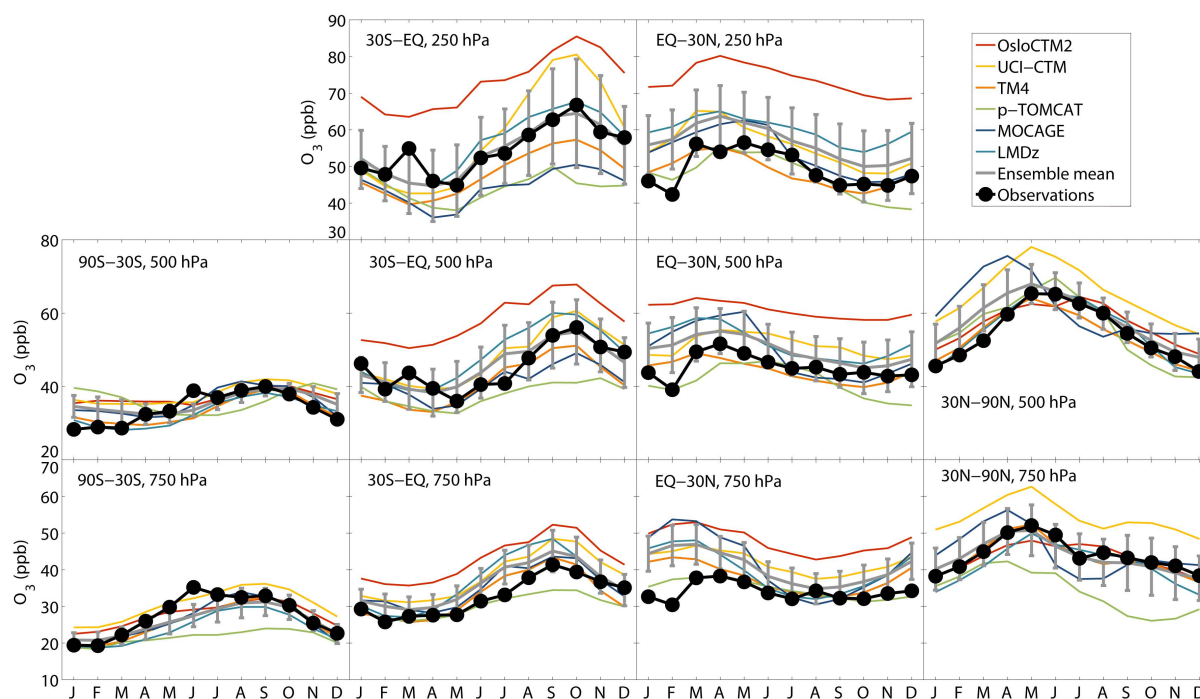 90
80
70
60
50
40
30
O3 (ppb)
30S−EQ, 250 hPa
EQ−30N, 250 hPa
OsloCTM2
UCI−CTM
TM4
p−TOMCAT
MOCAGE
LMDz
Ensemble mean
Observations
80
60
40
20
O3 (ppb)
90S−30S, 500 hPa
30S−EQ, 500 hPa
EQ−30N, 500 hPa
30N−90N, 500 hPa
70
60
50
40
30
20
10
O3 (ppb)
90S−30S, 750 hPa
30S−EQ, 750 hPa
EQ−30N, 750 hPa
30N−90N, 750 hPa
J F M A M J J A S O N D J F M A M J J A S O N D J F M A M J J A S O N D J F M A M J J A S O N D